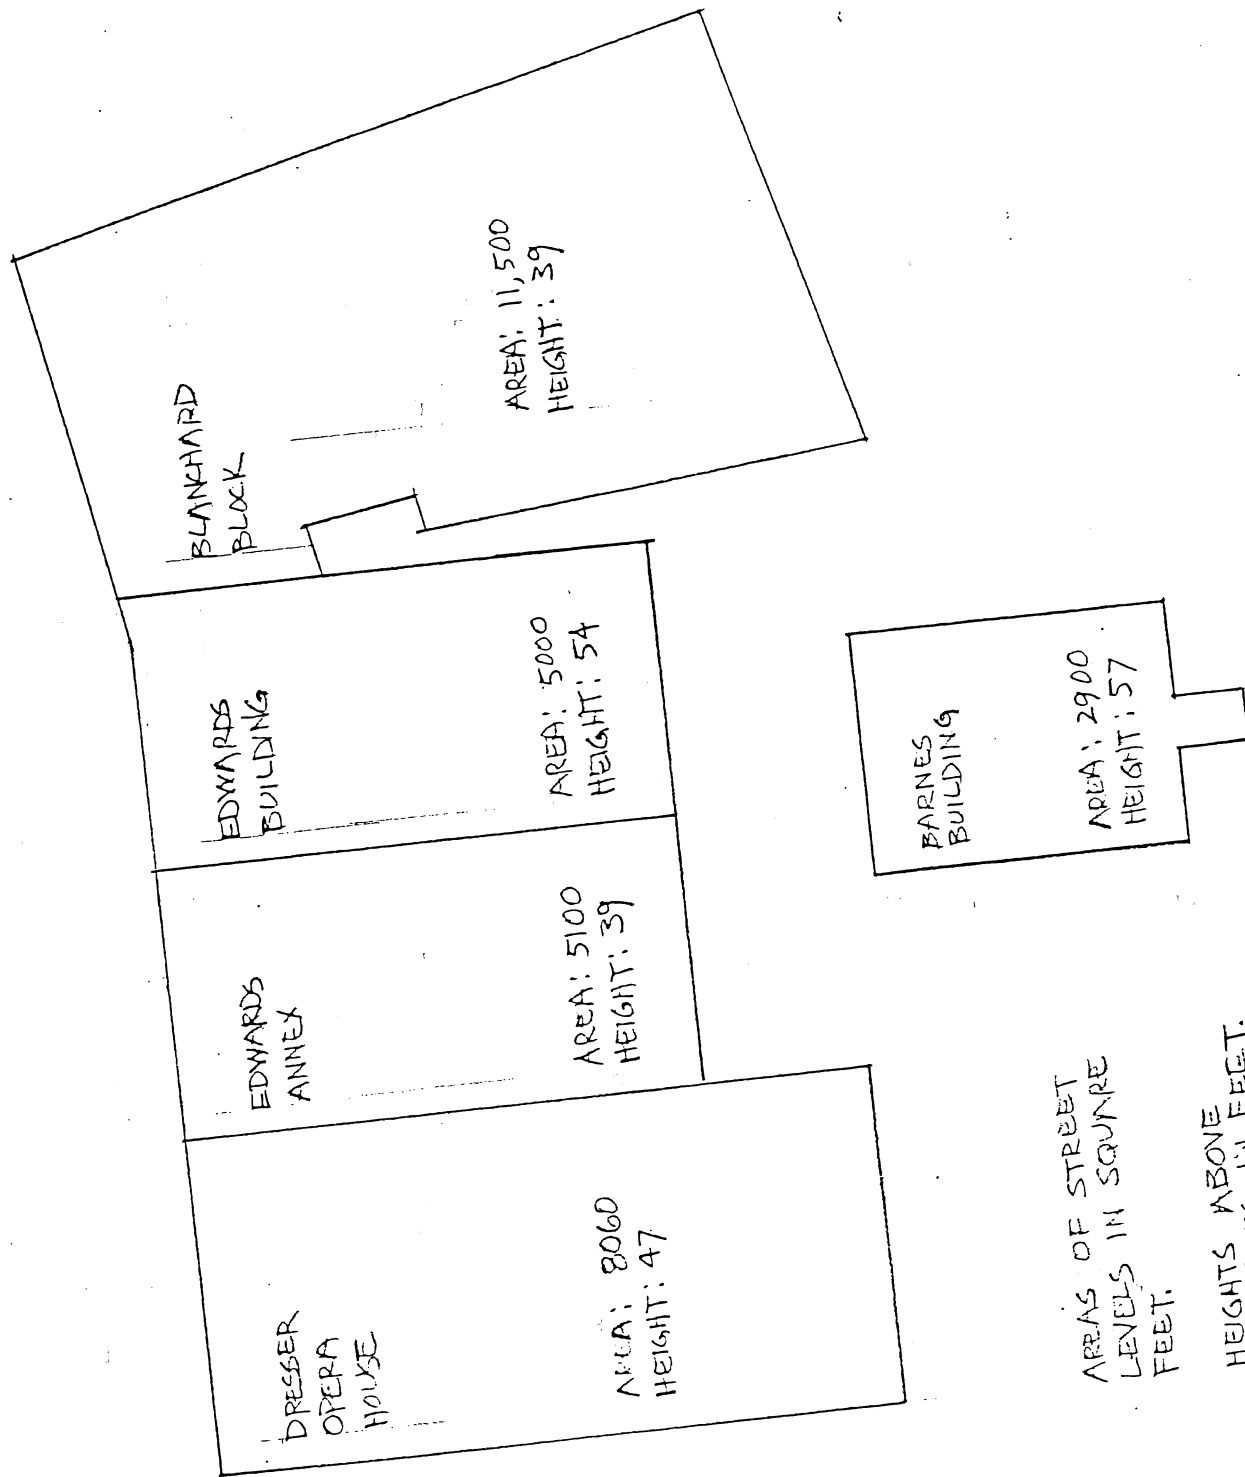 DRESSER
OPERA
HOUSE
AREA: 8060
HEIGHT: 47
EDWARDS
ANNEX
AREA: 5100
HEIGHT: 39
EDWARDS
BUILDING
AREA: 5000
HEIGHT: 54
BLANCHARD
BLOCK
AREA: 11,500
HEIGHT: 39
BARNES
BUILDING
AREA: 2900
HEIGHT: 57
AREAS OF STREET
LEVELS IN SQUARE
FEET.
HEIGHTS ABOVE
IN FEET.